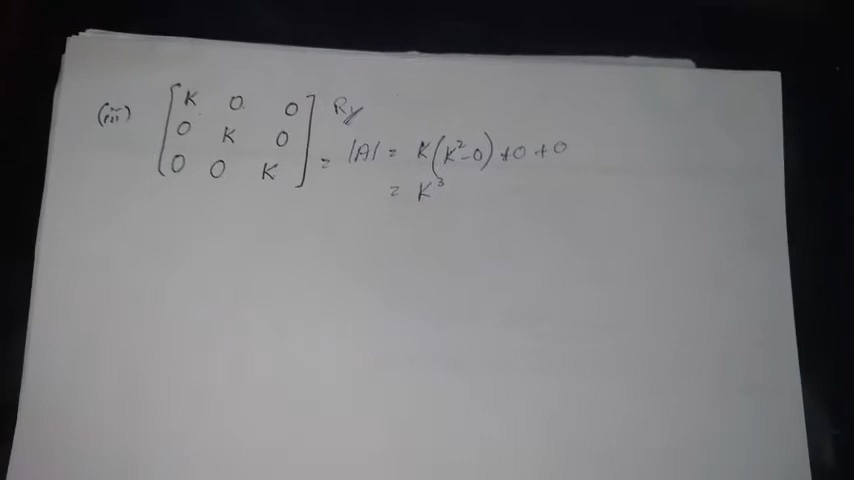 (iii) [K 0 0] Ry
[0 K 0] = |A| = K(K²-0)+0+0
[0 0 K] = K³